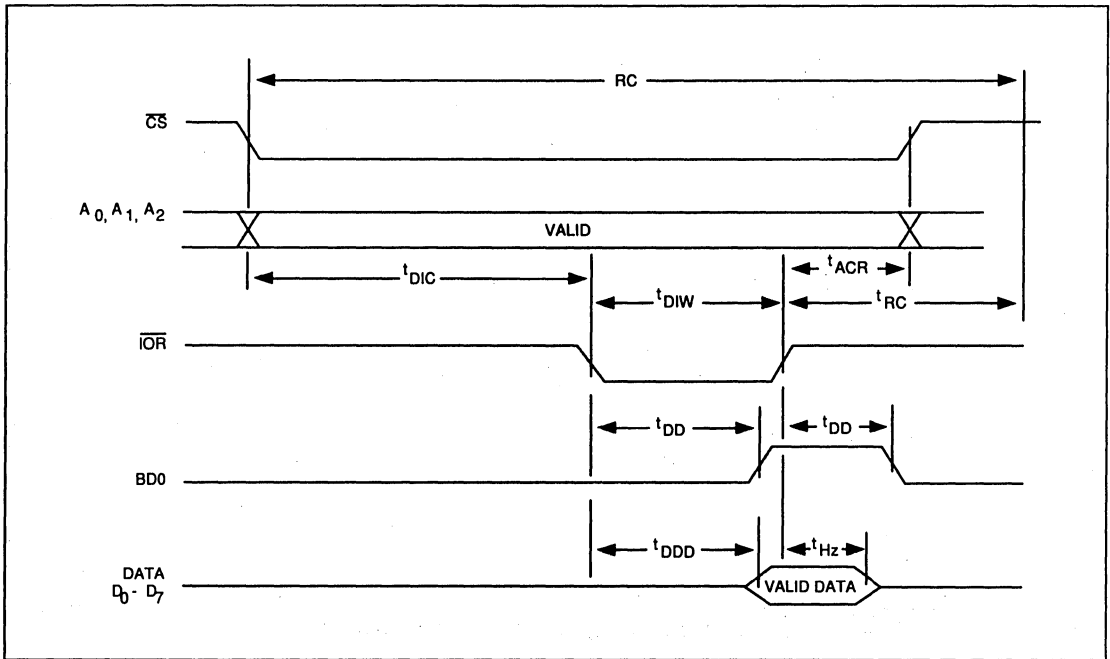 RC
CS
A0, A1, A2
VALID
tDIC
tACR
tDIW
tRC
IOR
tDD
tDD
BD0
tDDD
tHz
DATA
D0 - D7
VALID DATA